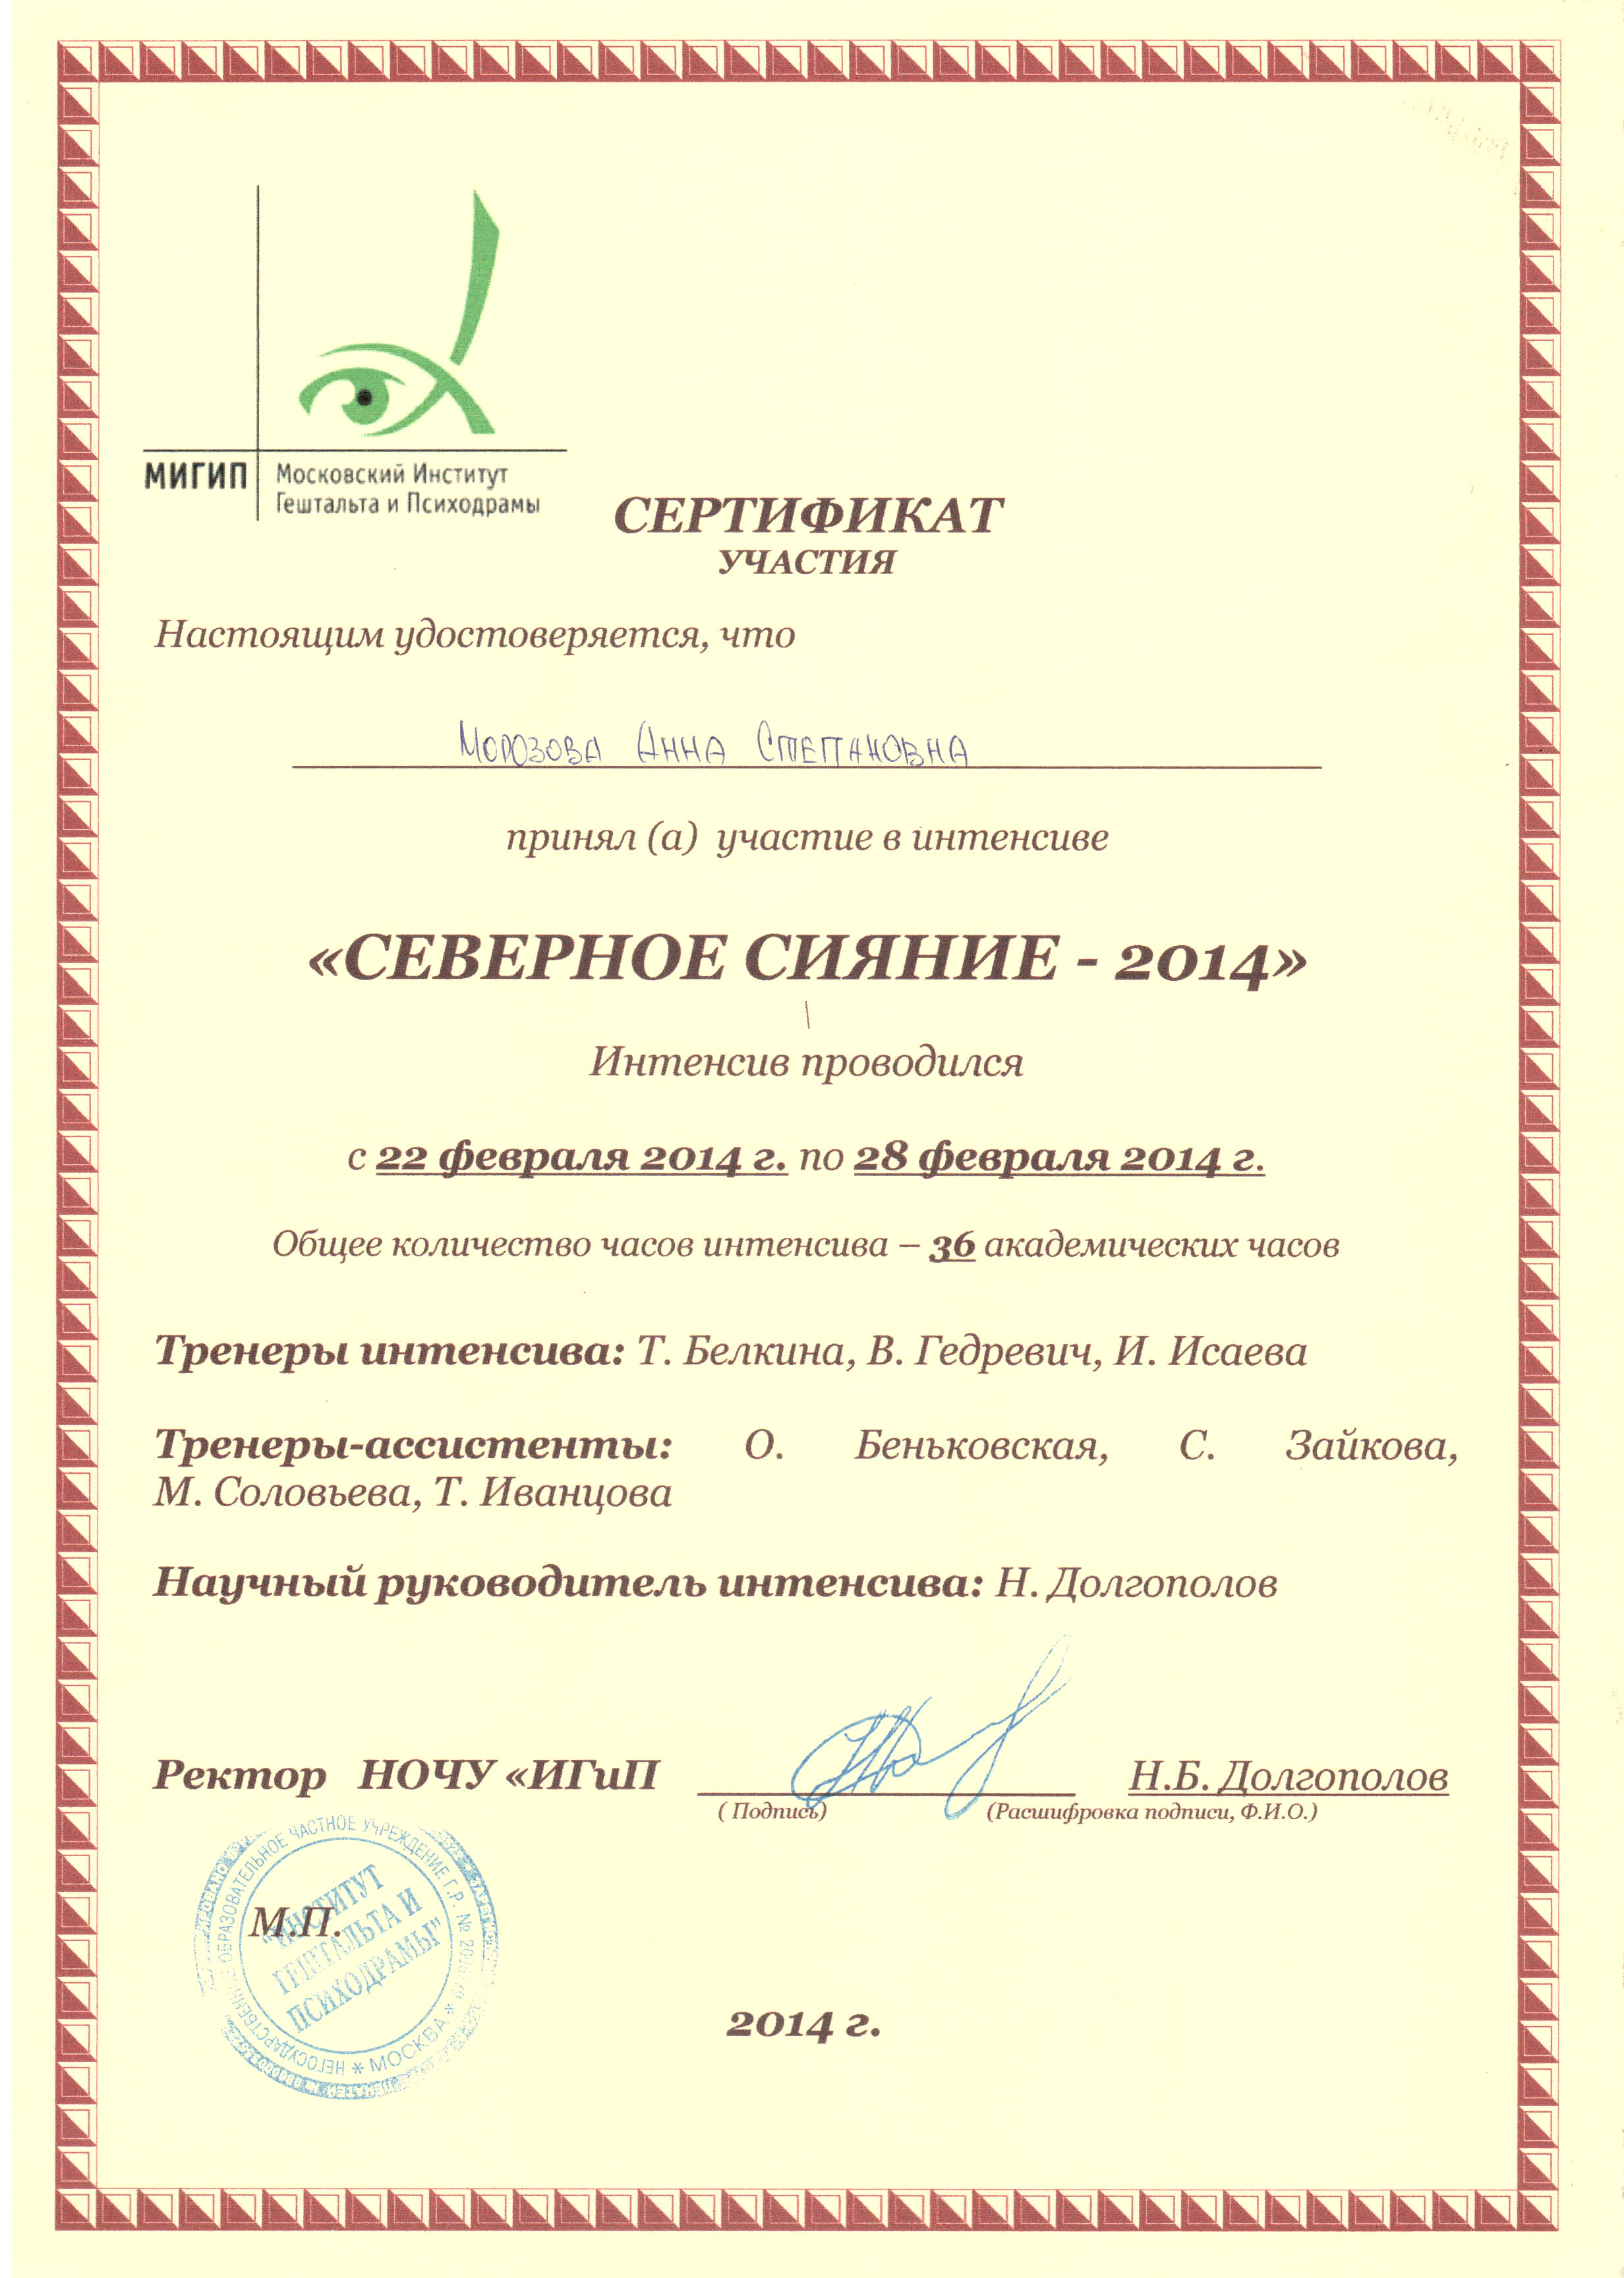 МИГИП
Московский Институт
Гештальта и Психодрамы
СЕРТИФИКАТ
УЧАСТИЯ
Настоящим удостоверяется, что
Морозова Анна Степановна
принял (а) участие в интенсиве
«СЕВЕРНОЕ СИЯНИЕ - 2014»
Интенсив проводился
с 22 февраля 2014 г. по 28 февраля 2014 г.
Общее количество часов интенсива – 36 академических часов
Тренеры интенсива: Т. Белкина, В. Гедревич, И. Исаева
Тренеры-ассистенты: О. Беньковская, С. Зайкова,
М. Соловьева, Т. Иванцова
Научный руководитель интенсива: Н. Долгополов
Ректор НОЧУ «ИГиП
Н.Б. Долгополов
( Подпись) (Расшифровка подписи, Ф.И.О.)
ОБРАЗОВАТЕЛЬНОЕ ЧАСТНОЕ УЧРЕЖДЕНИЕ Г.Р. №
* МОСКВА *
"ИНСТИТУТ
ГЕШТАЛЬТА И
ПСИХОДРАМЫ"
М.П.
2014 г.